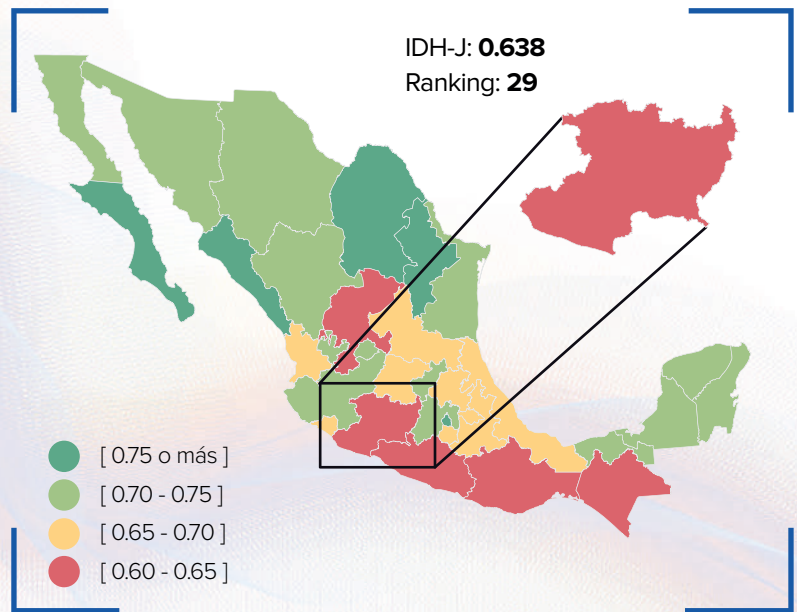 IDH-J: 0.638
Ranking: 29
[ 0.75 o más ]
[ 0.70 - 0.75 ]
[ 0.65 - 0.70 ]
[ 0.60 - 0.65 ]